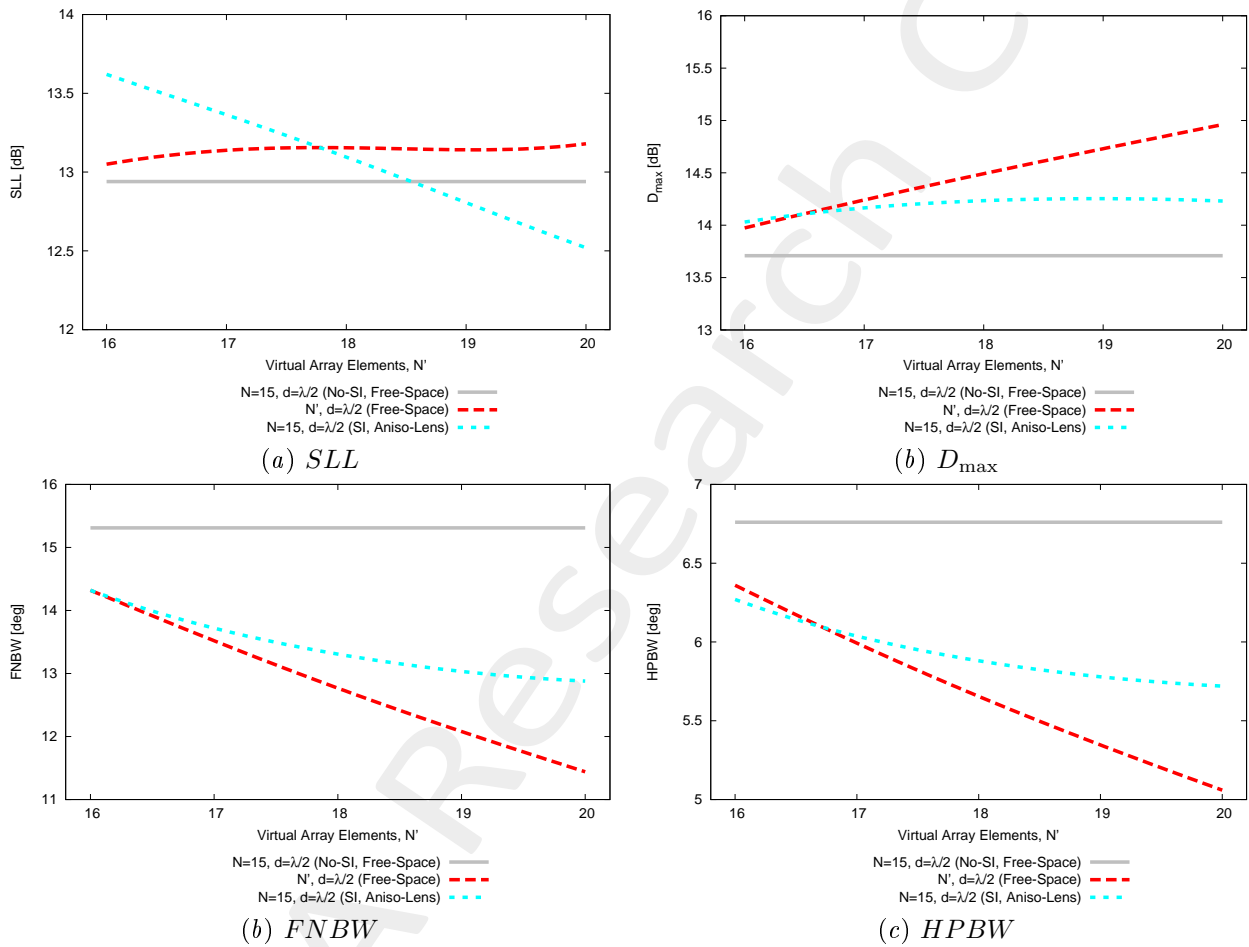 14
13.5
13
12.5
12
SLL [dB]
16 17 18 19 20
Virtual Array Elements, N'
N=15, d=λ/2 (No-SI, Free-Space)
N', d=λ/2 (Free-Space)
N=15, d=λ/2 (SI, Aniso-Lens)
(a) SLL
16
15.5
15
14.5
14
13.5
13
Dmax [dB]
16 17 18 19 20
Virtual Array Elements, N'
N=15, d=λ/2 (No-SI, Free-Space)
N', d=λ/2 (Free-Space)
N=15, d=λ/2 (SI, Aniso-Lens)
(b) Dmax
16
15
14
13
12
11
FNBW [deg]
16 17 18 19 20
Virtual Array Elements, N'
N=15, d=λ/2 (No-SI, Free-Space)
N', d=λ/2 (Free-Space)
N=15, d=λ/2 (SI, Aniso-Lens)
(b) FNBW
7
6.5
6
5.5
5
HPBW [deg]
16 17 18 19 20
Virtual Array Elements, N'
N=15, d=λ/2 (No-SI, Free-Space)
N', d=λ/2 (Free-Space)
N=15, d=λ/2 (SI, Aniso-Lens)
(c) HPBW
A Research C